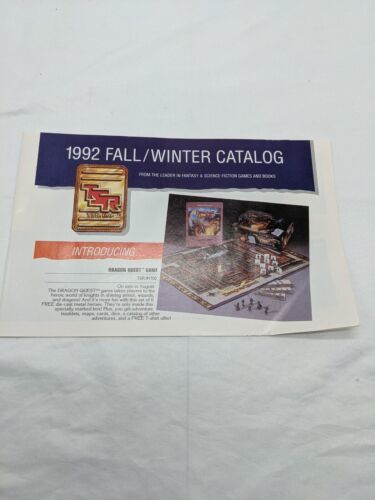 1992 FALL/WINTER CATALOG
FROM THE LEADER IN FANTASY & SCIENCE FICTION GAMES AND BOOKS
TSR
INTRODUCING...
DRAGON QUEST™ GAME
On sale in August
The DRAGON QUEST™ game takes players to the
heroic world of knights in shining armor, wizards,
and dragons! And it's more fun with this set of 6
FREE die-cast metal heroes. They're only inside this
specially marked box! Plus, you get adventure
booklets, maps, cards, dice, a catalog of other
adventures, and a FREE T-shirt offer!